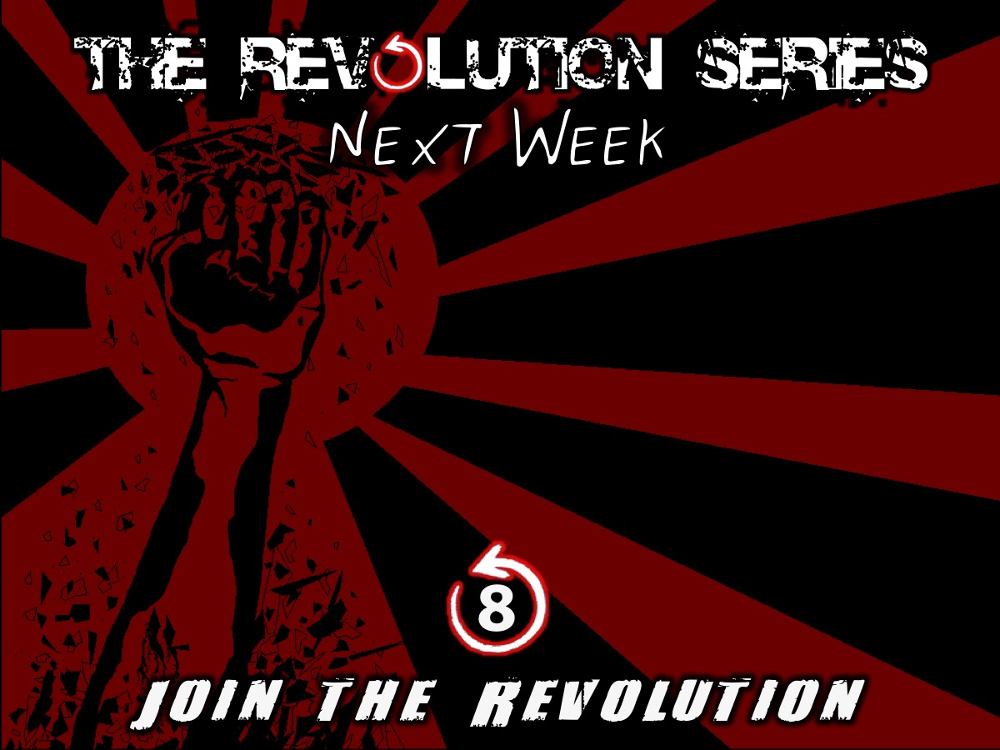 THE REVOLUTION SERIES
NEXT WEEK
8
JOIN THE REVOLUTION